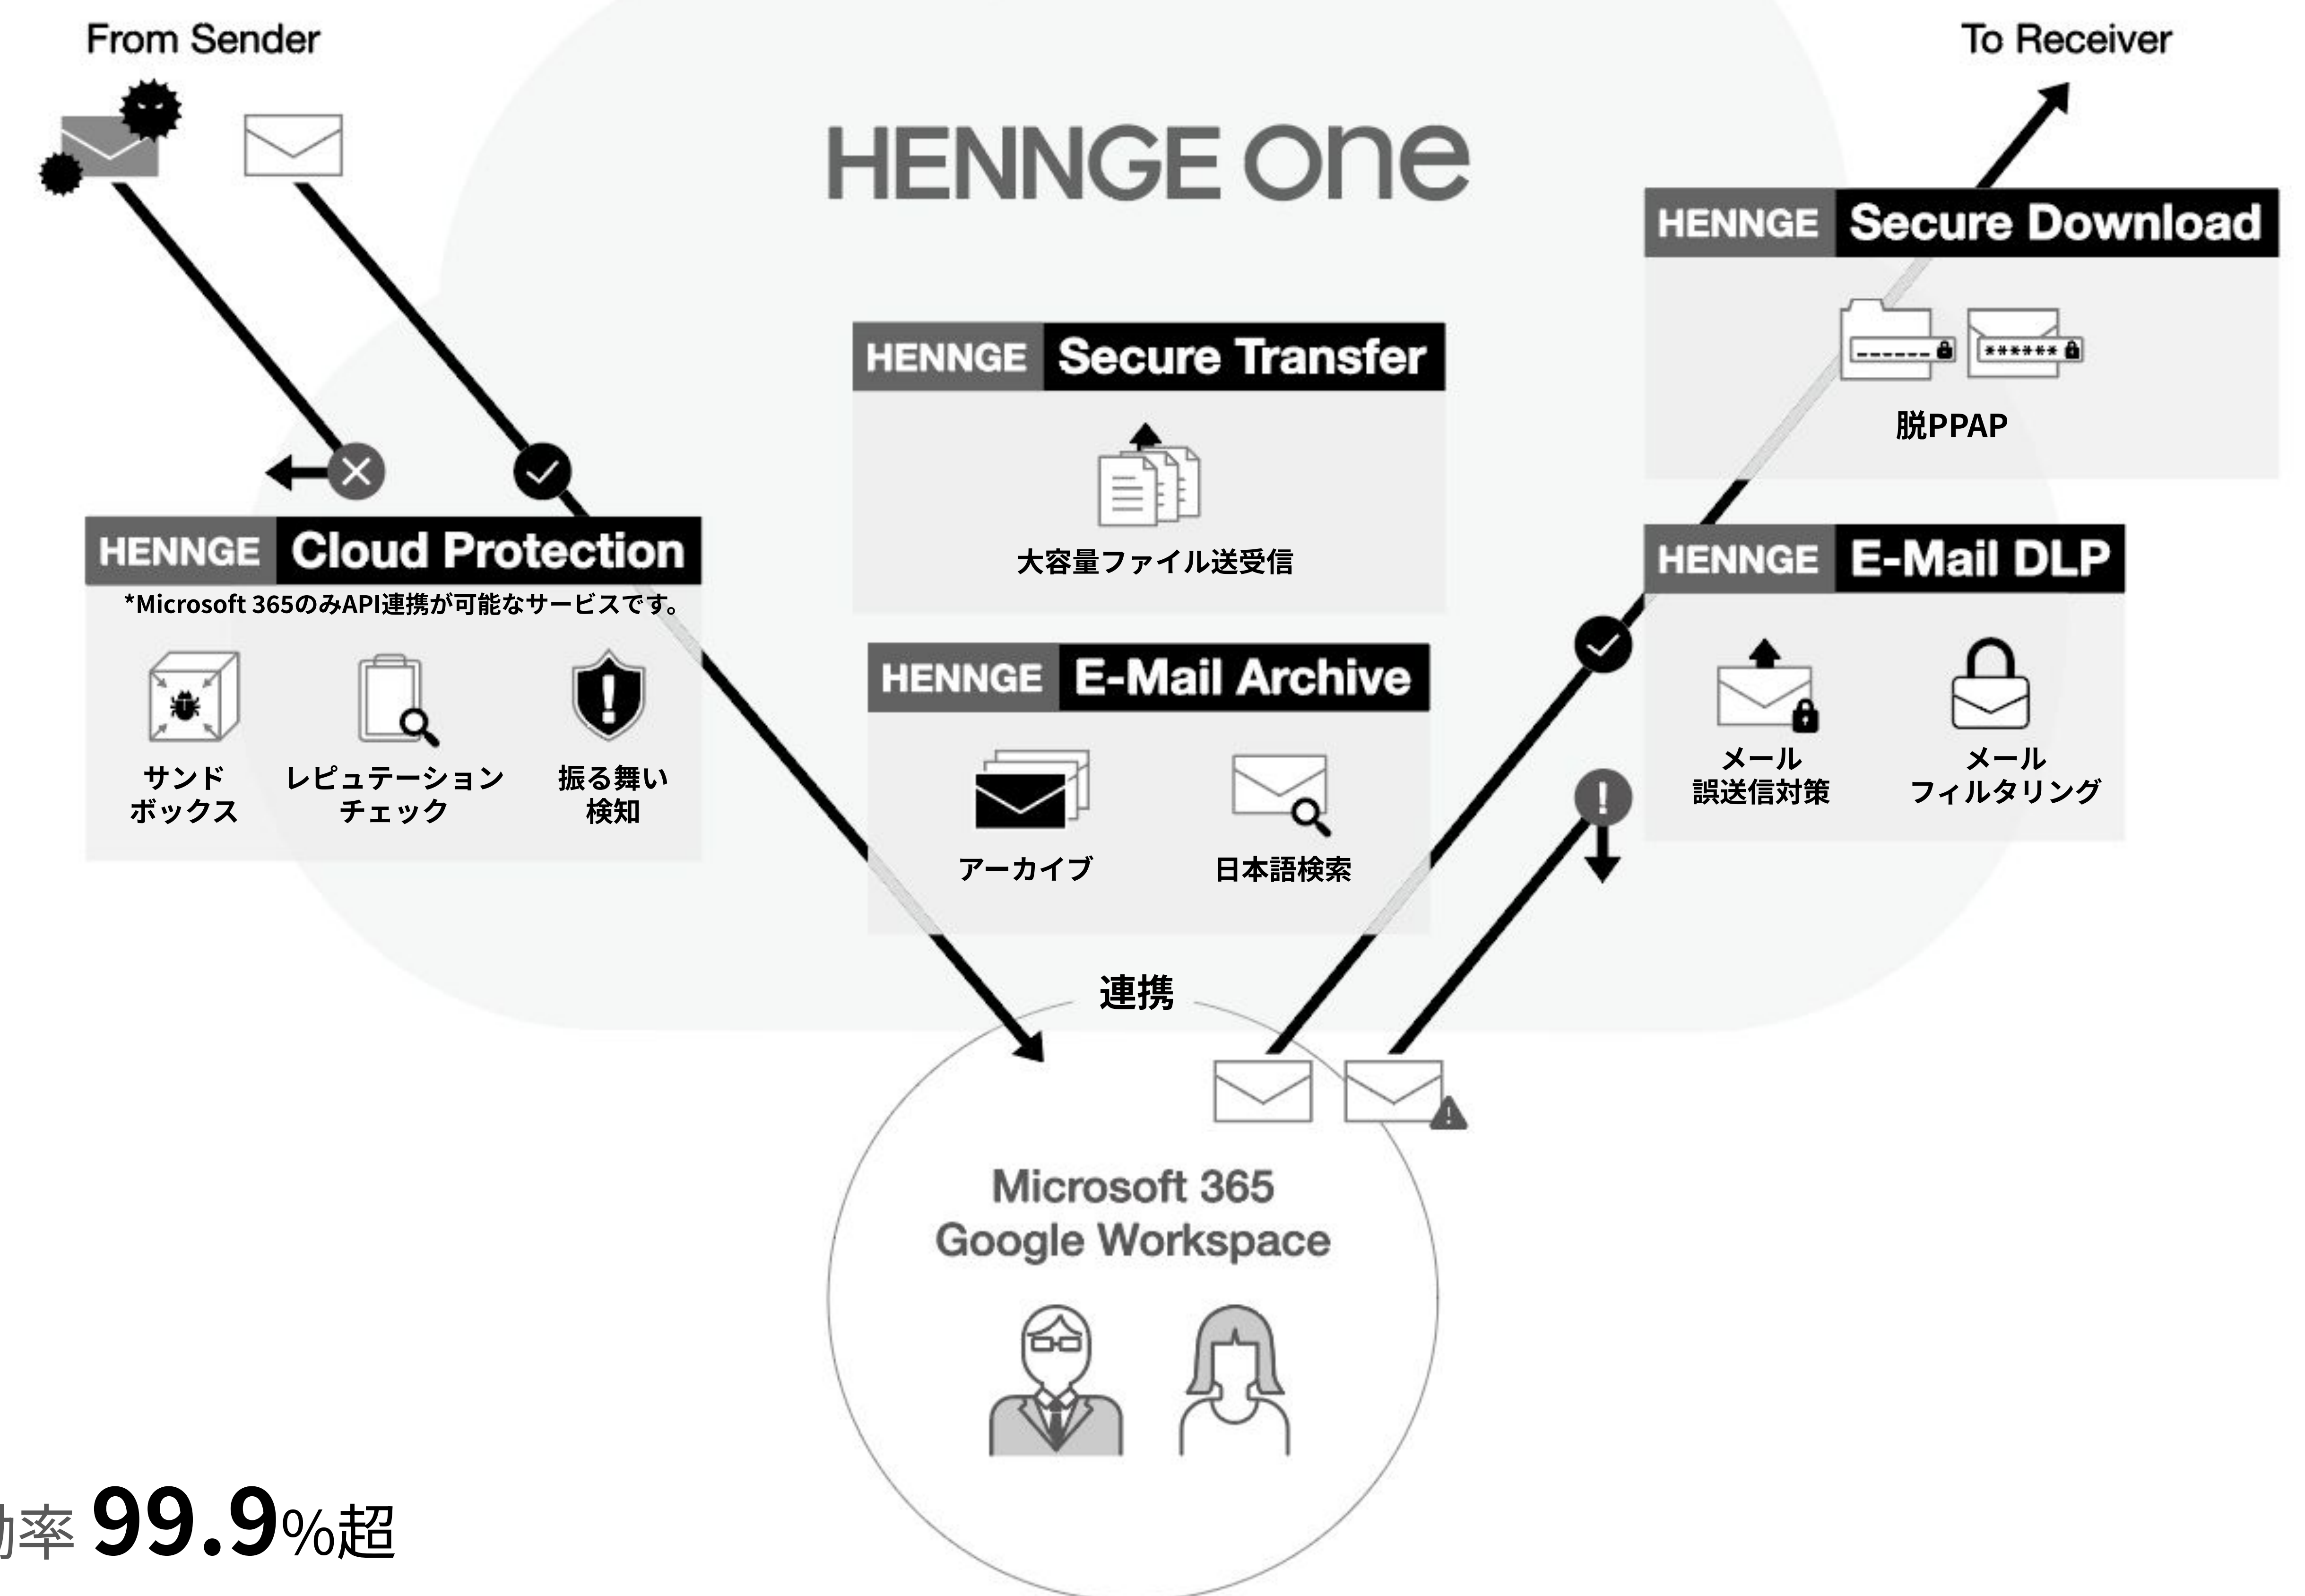 From Sender
To Receiver
HENNGE one
HENNGE Secure Download
脱PPAP
HENNGE Secure Transfer
大容量ファイル送受信
HENNGE Cloud Protection
*Microsoft 365のみAPI連携が可能なサービスです。
サンド
ボックス
レピュテーション
チェック
振る舞い
検知
HENNGE E-Mail DLP
メール
誤送信対策
メール
フィルタリング
HENNGE E-Mail Archive
アーカイブ
日本語検索
連携
Microsoft 365
Google Workspace
率 99.9%超